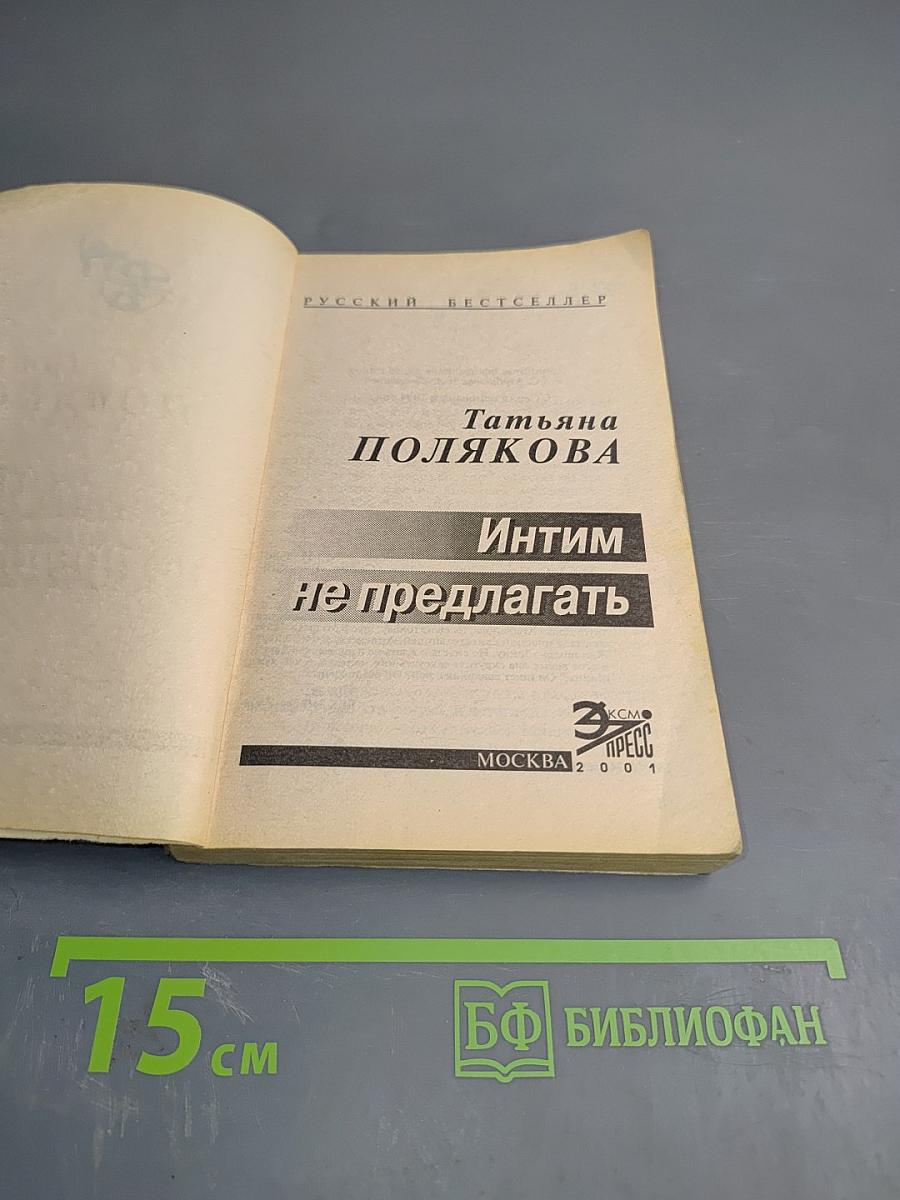 РУССКИЙ БЕСТСЕЛЛЕР
Татьяна
ПОЛЯКОВА
Интим
не предлагать
МОСКВА
ЭКСМО
ПРЕСС
2001
15 см
БФ БИБЛИОФАН